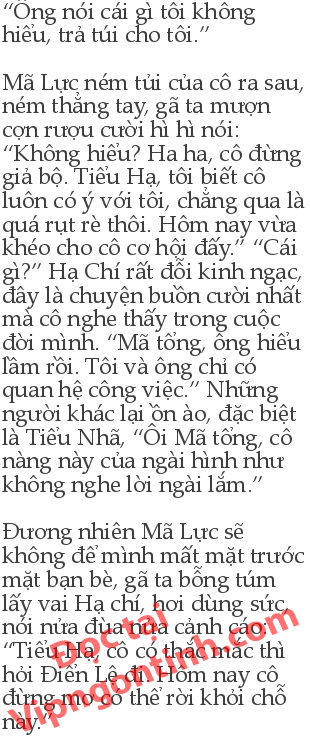 “Ông nói cái gì tôi không
hiểu, trả túi cho tôi.”
Mã Lực ném tủi của cô ra sau,
ném thẳng tay, gã ta mượn
cợn rượu cười hì hì nói:
“Không hiểu? Ha ha, cô đừng
giả bộ. Tiểu Hạ, tôi biết cô
luôn có ý với tôi, chẳng qua là
quá rụt rè thôi. Hôm nay vừa
khéo cho cô cơ hội đấy.” “Cái
gì?” Hạ Chí rất đỗi kinh ngạc,
đây là chuyện buồn cười nhất
mà cô nghe thấy trong cuộc
đời mình. “Mã tổng, ông hiểu
lầm rồi. Tôi và ông chỉ có
quan hệ công việc.” Những
người khác lại ồn ào, đặc biệt
là Tiểu Nhã, “Ôi Mã tổng, cô
nàng này của ngài hình như
không nghe lời ngài lắm.”
Đương nhiên Mã Lực sẽ
không để mình mất mặt trước
mặt bạn bè, gã ta bỗng túm
lấy vai Hạ chí, hơi dùng sức,
nói nửa đùa nửa cảnh cáo:
“Tiểu Hạ, cô có thắc mắc thì
hỏi Điển Lệ đi. Hôm nay cô
đừng mơ có thể rời khỏi chỗ
này.”
Đọc tại
Vipngontinh.com